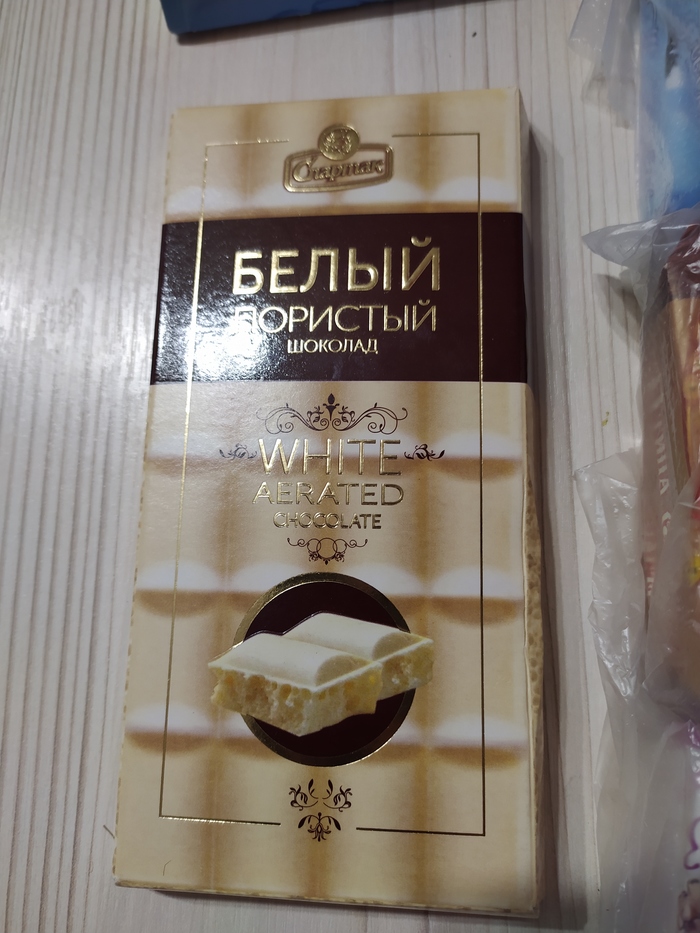 Спартак
БЕЛЫЙ
ПОРИСТЫЙ
ШОКОЛАД
WHITE
AERATED
CHOCOLATE